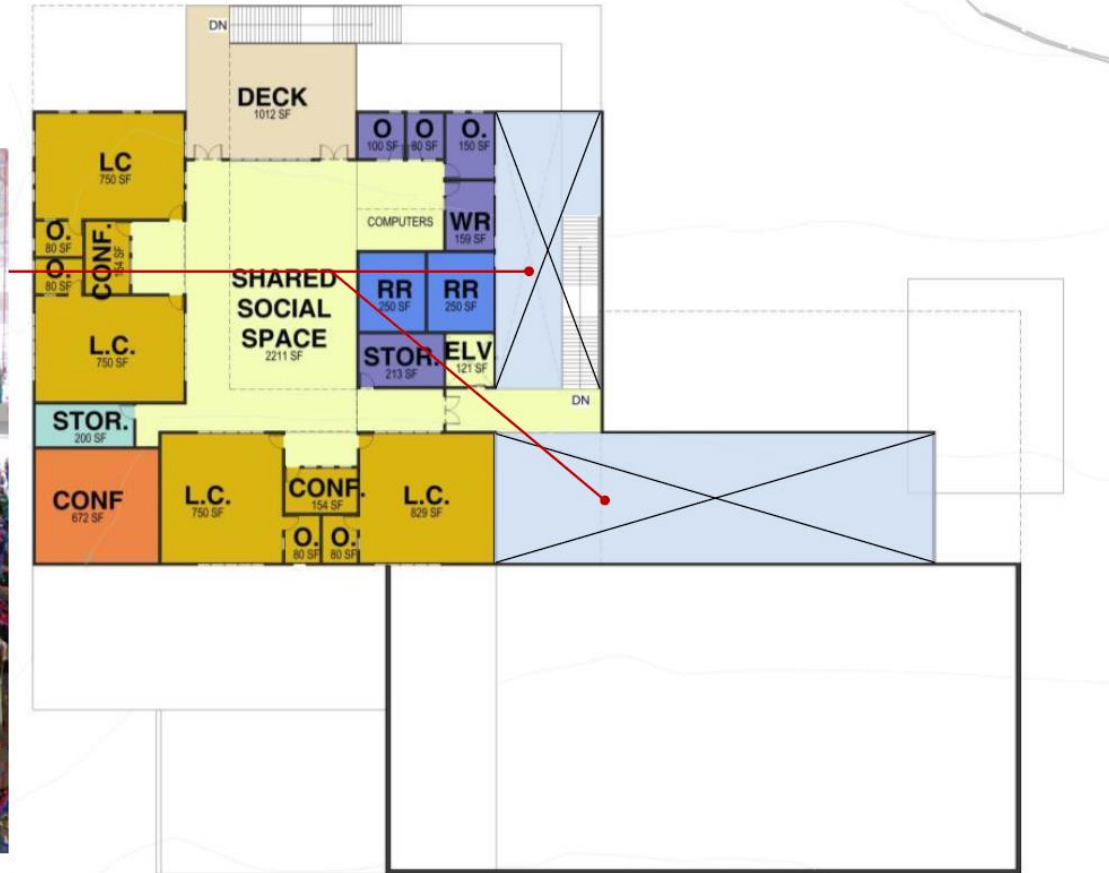 DN
DECK
1012 SF
O
100 SF
O
80 SF
O.
150 SF
LC
750 SF
COMPUTERS
WR
159 SF
O.
80 SF
CONF.
154 SF
O.
80 SF
SHARED
SOCIAL
SPACE
2211 SF
RR
250 SF
RR
250 SF
L.C.
750 SF
STOR.
213 SF
ELV
121 SF
DN
STOR.
200 SF
CONF
672 SF
L.C.
750 SF
CONF.
154 SF
L.C.
829 SF
O.
80 SF
O.
80 SF